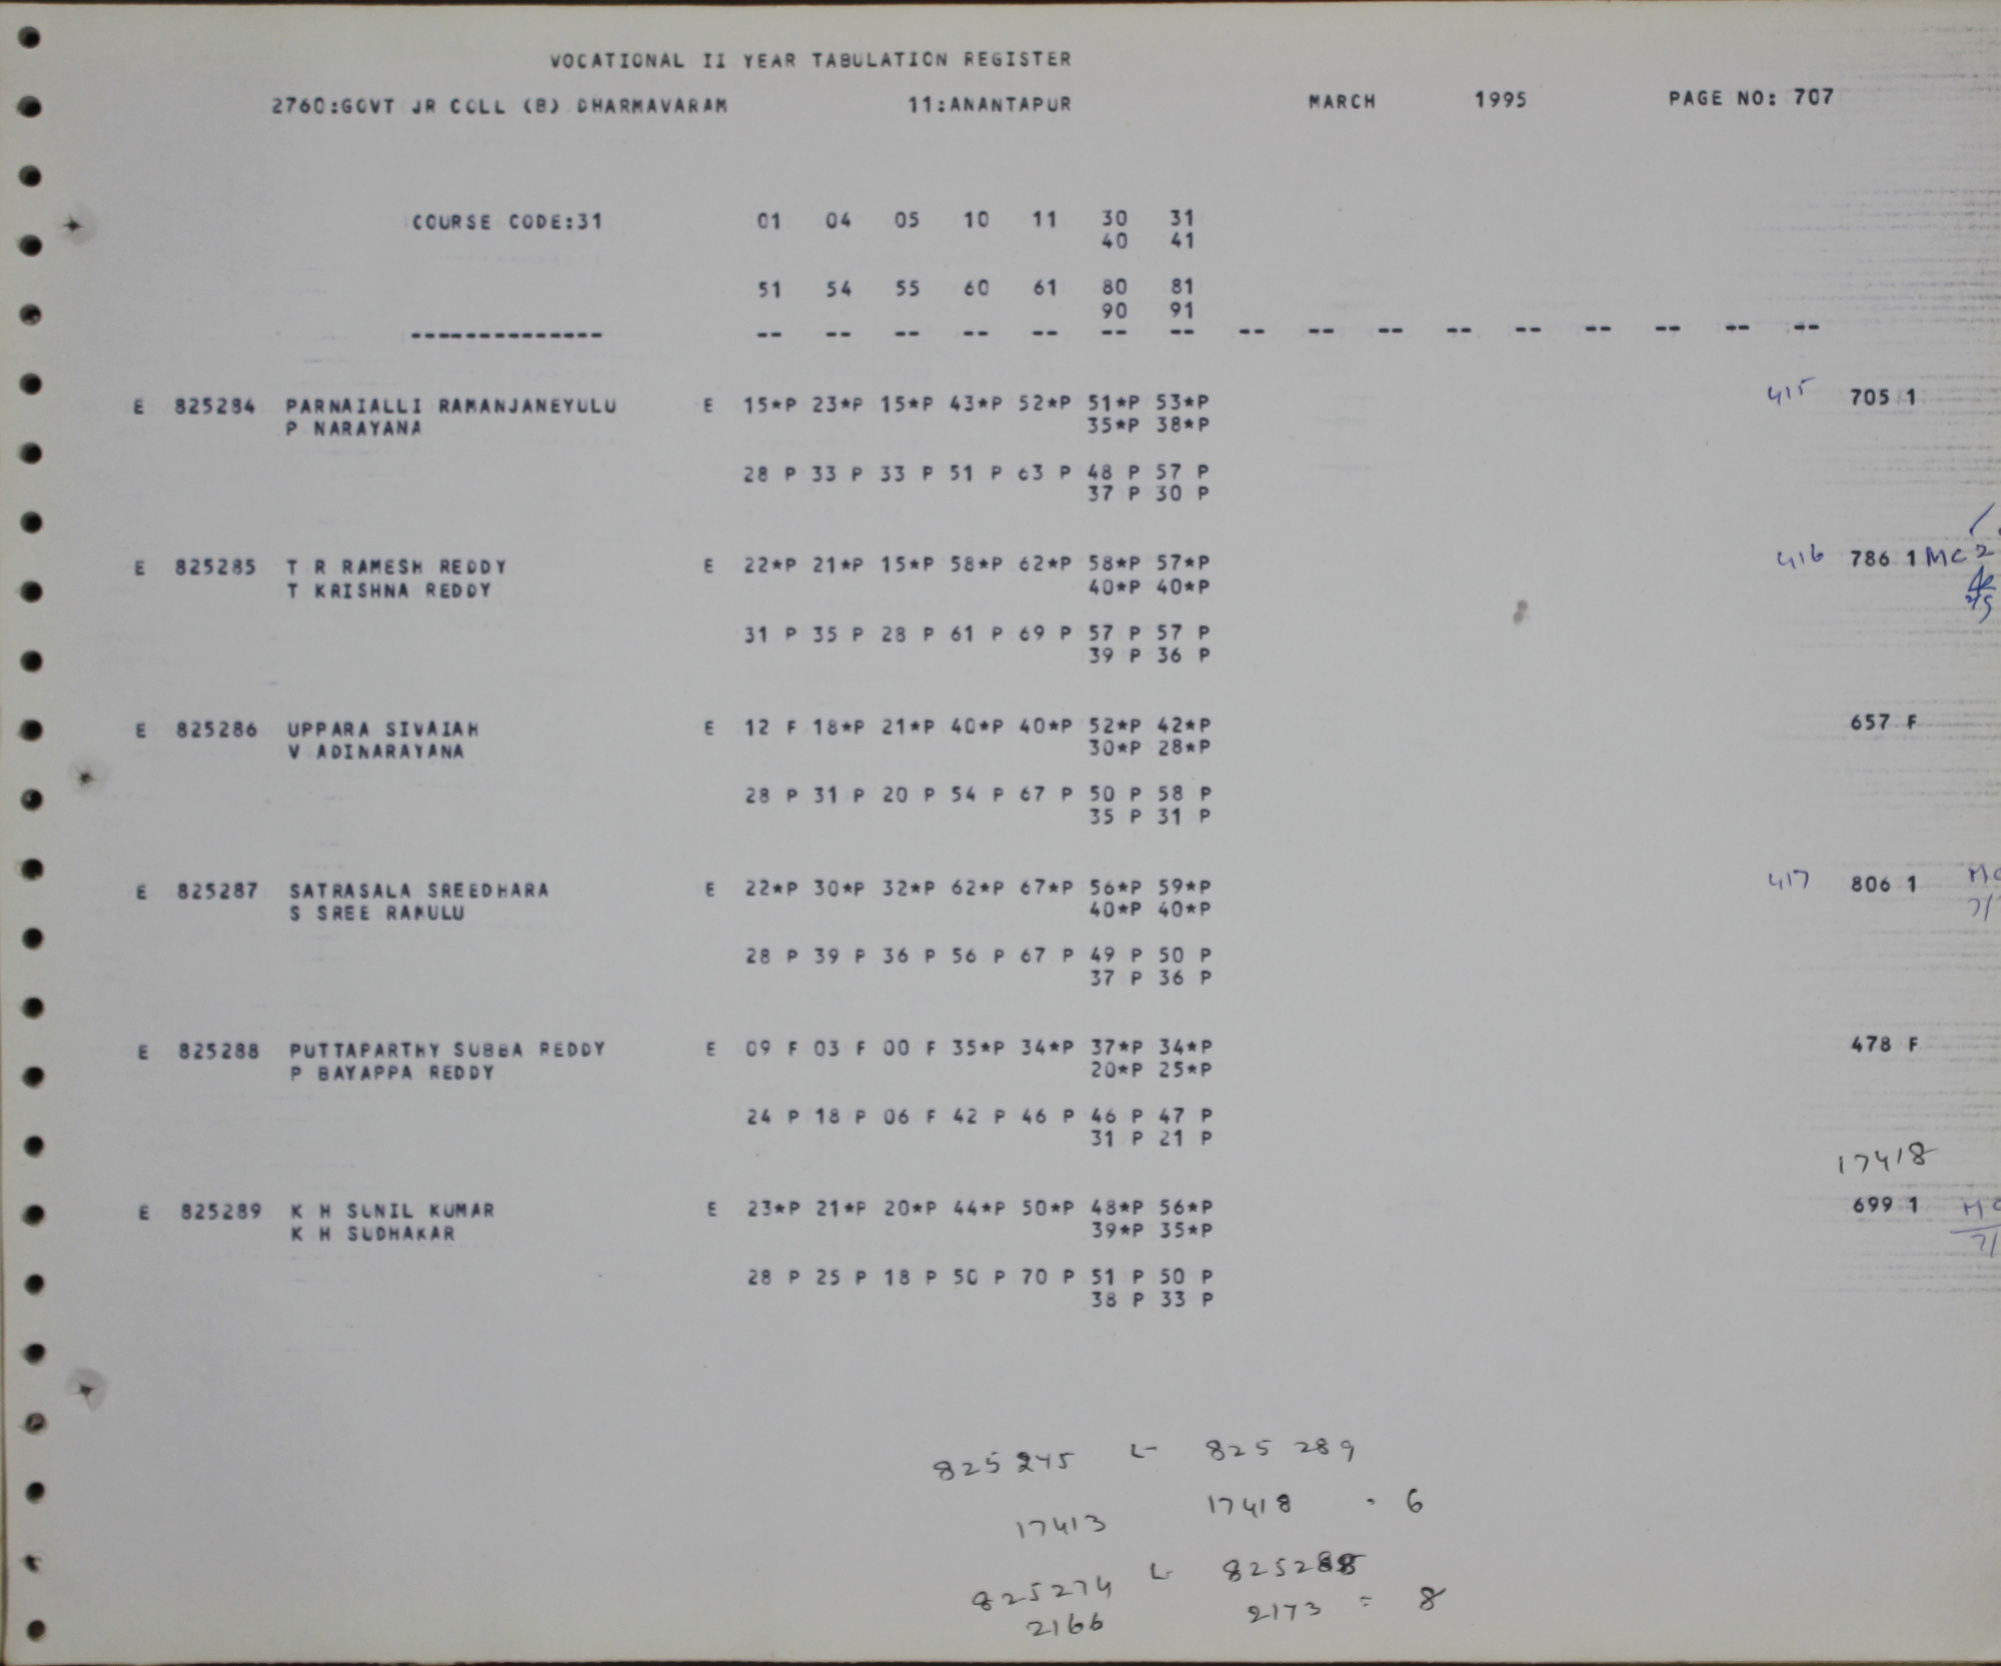 VOCATIONAL II YEAR TABULATION REGISTER
2760:GOVT JR COLL (B) DHARMAVARAM 11:ANANTAPUR MARCH 1995 PAGE NO: 707
COURSE CODE:31 01 04 05 10 11 30 31
40 41
51 54 55 60 61 80 81
90 91
-------------- -- -- -- -- -- -- -- -- -- -- -- -- -- -- -- --
E 825284 PARNAIALLI RAMANJANEYULU E 15*P 23*P 15*P 43*P 52*P 51*P 53*P 415 705 1
P NARAYANA 35*P 38*P
28 P 33 P 33 P 51 P 63 P 48 P 57 P
37 P 30 P
E 825285 T R RAMESH REDDY E 22*P 21*P 15*P 58*P 62*P 58*P 57*P 416 786 1 MC 2
T KRISHNA REDDY 40*P 40*P
31 P 35 P 28 P 61 P 69 P 57 P 57 P
39 P 36 P
E 825286 UPPARA SIVAIAH E 12 F 18*P 21*P 40*P 40*P 52*P 42*P 657 F
V ADINARAYANA 30*P 28*P
28 P 31 P 20 P 54 P 67 P 50 P 58 P
35 P 31 P
E 825287 SATRASALA SREEDHARA E 22*P 30*P 32*P 62*P 67*P 56*P 59*P 417 806 1
S SREE RAMULU 40*P 40*P
28 P 39 P 36 P 56 P 67 P 49 P 50 P
37 P 36 P
E 825288 PUTTAPARTHY SUBBA REDDY E 09 F 03 F 00 F 35*P 34*P 37*P 34*P 478 F
P BAYAPPA REDDY 20*P 25*P
24 P 18 P 06 F 42 P 46 P 46 P 47 P
31 P 21 P
17418
E 825289 K H SUNIL KUMAR E 23*P 21*P 20*P 44*P 50*P 48*P 56*P 699 1
K H SUDHAKAR 39*P 35*P
28 P 25 P 18 P 50 P 70 P 51 P 50 P
38 P 33 P
825245 825289
17413 17418 = 6
825274
2166 2173 = 8